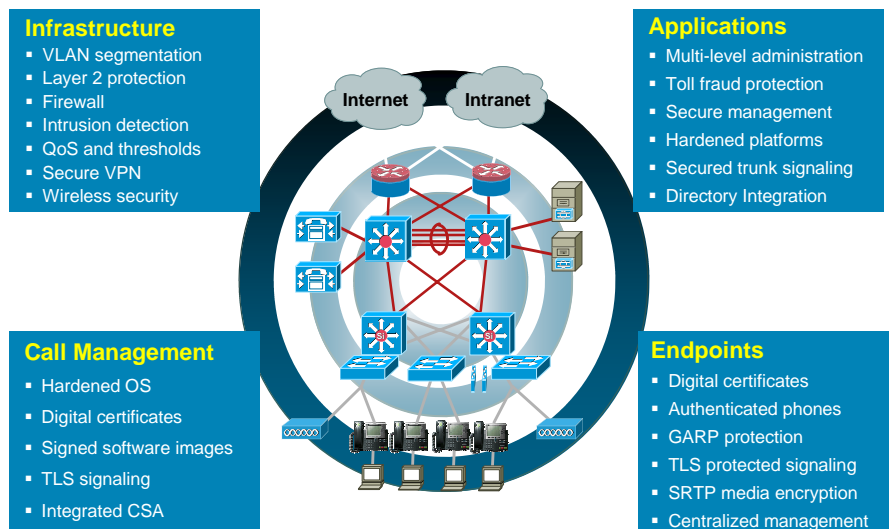 Infrastructure
VLAN segmentation
Layer 2 protection
Firewall
Intrusion detection
QoS and thresholds
Secure VPN
Wireless security
Internet
Intranet
Applications
Multi-level administration
Toll fraud protection
Secure management
Hardened platforms
Secured trunk signaling
Directory Integration
Si
Si
Call Management
Hardened OS
Digital certificates
Signed software images
TLS signaling
Integrated CSA
Endpoints
Digital certificates
Authenticated phones
GARP protection
TLS protected signaling
SRTP media encryption
Centralized management